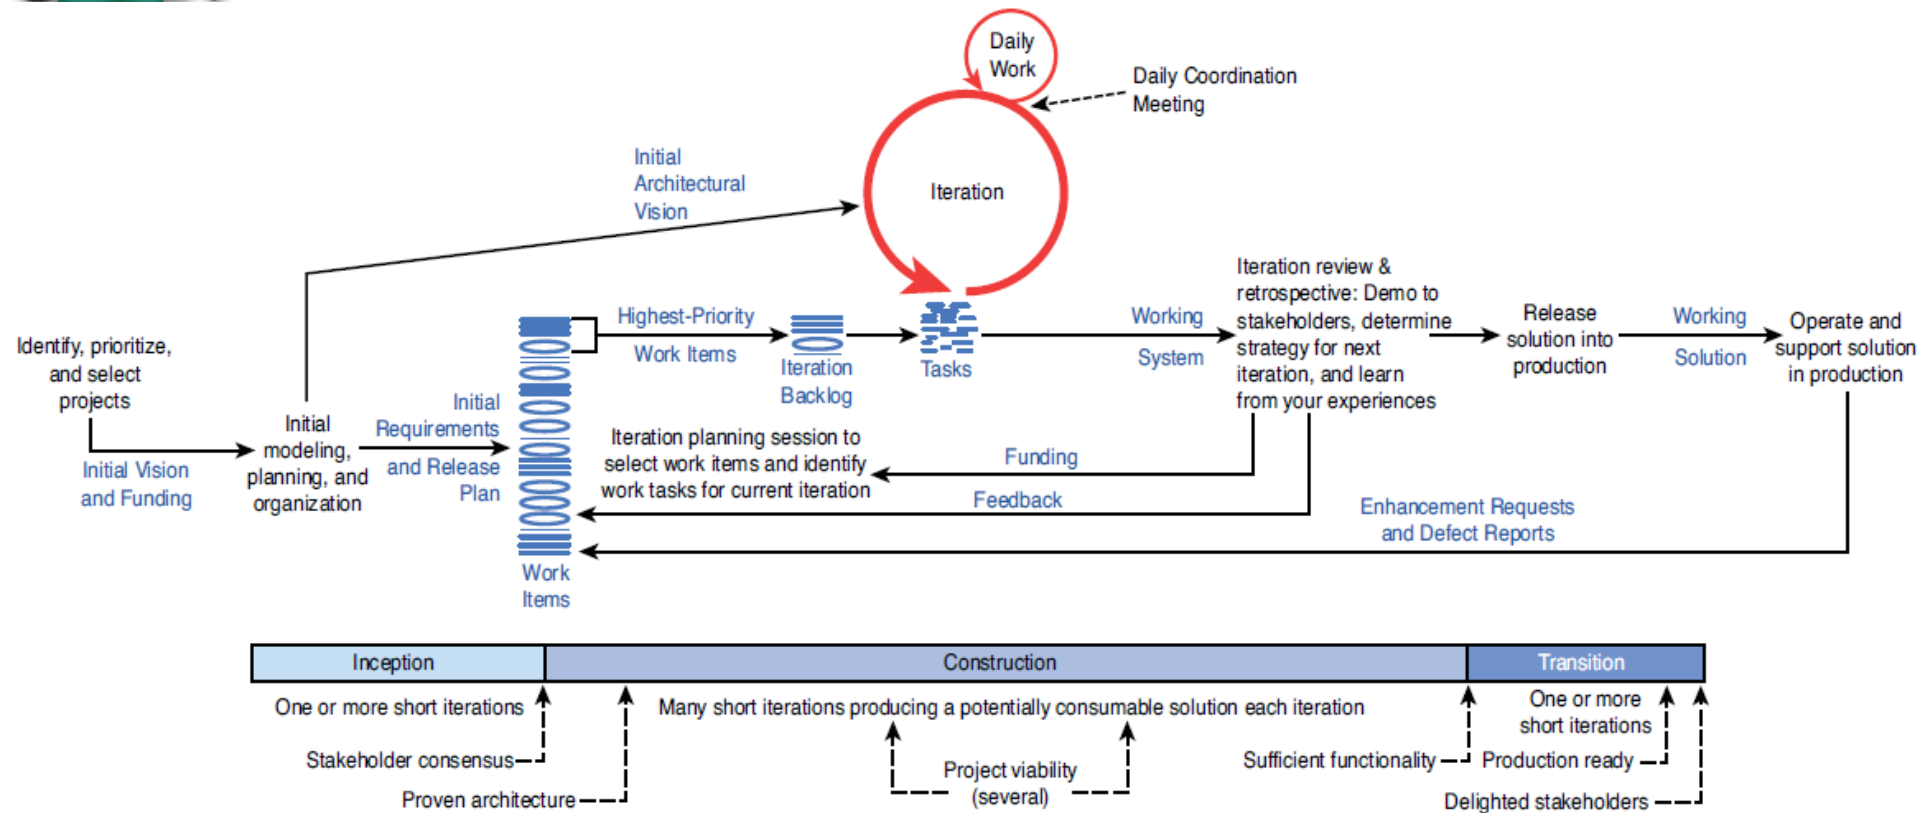 Daily
Work
Daily Coordination
Meeting
Initial
Architectural
Vision
Iteration
Identify, prioritize,
and select
projects
Initial Vision
and Funding
Initial
modeling,
planning, and
organization
Initial
Requirements
and Release
Plan
Work
Items
Highest-Priority
Work Items
Iteration
Backlog
Tasks
Working
System
Iteration review &
retrospective: Demo to
stakeholders, determine
strategy for next
iteration, and learn
from your experiences
Release
solution into
production
Working
Solution
Operate and
support solution
in production
Iteration planning session to
select work items and identify
work tasks for current iteration
Funding
Feedback
Enhancement Requests
and Defect Reports
Inception
Construction
Transition
One or more short iterations
Many short iterations producing a potentially consumable solution each iteration
One or more
short iterations
Stakeholder consensus
Proven architecture
Project viability
(several)
Sufficient functionality
Production ready
Delighted stakeholders